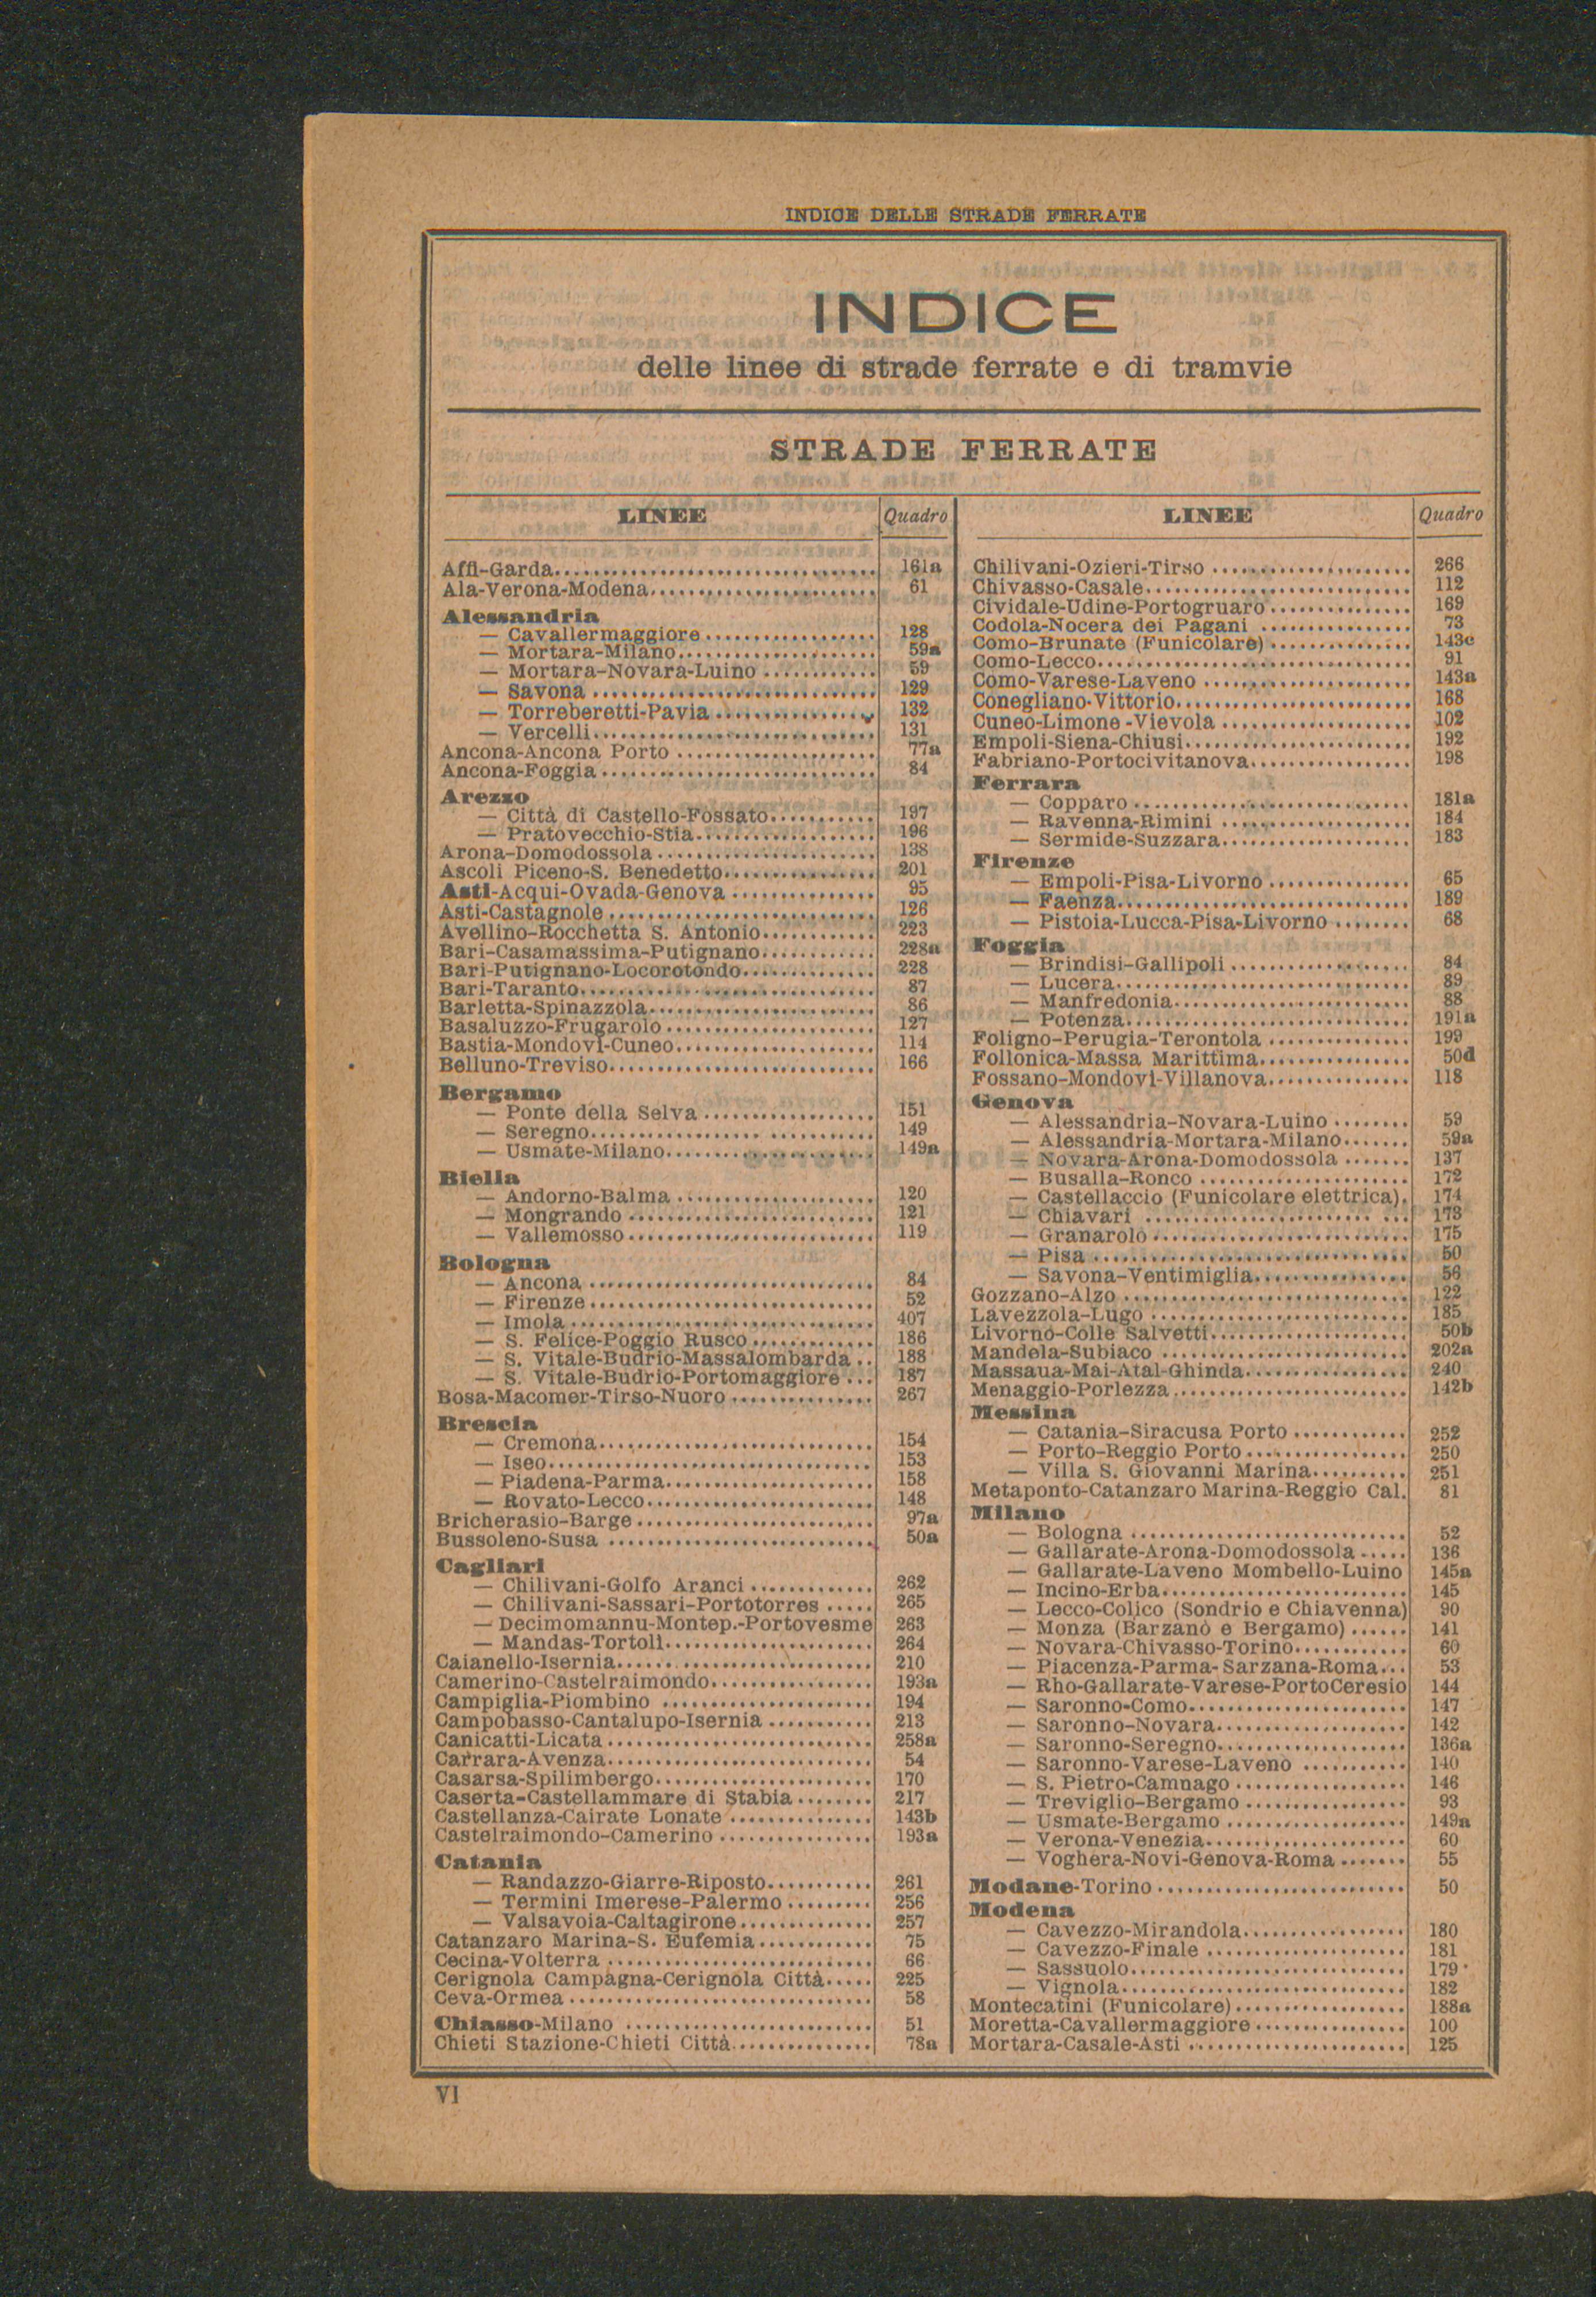 INDICE DELLE STRADE FERRATE
INDICE
delle linee di strade ferrate e di tramvie
STRADE FERRATE
LINEE Quadro
Affi-Garda 161a
Ala-Verona-Modena 61
Alessandria
— Cavallermaggiore 128
— Mortara-Milano 59a
— Mortara-Novara-Luino 59
— Savona 129
— Torreberetti-Pavia 132
— Vercelli 131
Ancona-Ancona Porto 77a
Ancona-Foggia 84
Arezzo
— Città di Castello-Fossato 197
— Pratovecchio-Stia 196
Arona-Domodossola 138
Ascoli Piceno-S. Benedetto 201
Asti-Acqui-Ovada-Genova 95
Asti-Castagnole 126
Avellino-Rocchetta S. Antonio 223
Bari-Casamassima-Putignano 228a
Bari-Putignano-Locorotondo 228
Bari-Taranto 87
Barletta-Spinazzola 86
Basaluzzo-Frugarolo 127
Bastia-Mondovì-Cuneo 114
Belluno-Treviso 166
Bergamo
— Ponte della Selva 151
— Seregno 149
— Usmate-Milano 149a
Biella
— Andorno-Balma 120
— Mongrando 121
— Vallemosso 119
Bologna
— Ancona 84
— Firenze 52
— Imola 407
— S. Felice-Poggio Rusco 186
— S. Vitale-Budrio-Massalombarda 188
— S. Vitale-Budrio-Portomaggiore 187
Bosa-Macomer-Tirso-Nuoro 267
Brescia
— Cremona 154
— Iseo 153
— Piadena-Parma 158
— Rovato-Lecco 148
Bricherasio-Barge 97a
Bussoleno-Susa 50a
Cagliari
— Chilivani-Golfo Aranci 262
— Chilivani-Sassari-Portotorres 265
— Decimomannu-Montep.-Portovesme 263
— Mandas-Tortolì 264
Caianello-Isernia 210
Camerino-Castelraimondo 193a
Campiglia-Piombino 194
Campobasso-Cantalupo-Isernia 213
Canicatti-Licata 258a
Carrara-Avenza 54
Casarsa-Spilimbergo 170
Caserta-Castellammare di Stabia 217
Castellanza-Cairate Lonate 143b
Castelraimondo-Camerino 193a
Catania
— Randazzo-Giarre-Riposto 261
— Termini Imerese-Palermo 256
— Valsavoia-Caltagirone 257
Catanzaro Marina-S. Eufemia 75
Cecina-Volterra 66
Cerignola Campagna-Cerignola Città 225
Ceva-Ormea 58
Chiasso-Milano 51
Chieti Stazione-Chieti Città 78a
LINEE Quadro
Chilivani-Ozieri-Tirso 266
Chivasso-Casale 112
Cividale-Udine-Portogruaro 169
Codola-Nocera dei Pagani 73
Como-Brunate (Funicolare) 143c
Como-Lecco 91
Como-Varese-Laveno 143a
Conegliano-Vittorio 168
Cuneo-Limone-Vievola 102
Empoli-Siena-Chiusi 192
Fabriano-Portocivitanova 198
Ferrara
— Copparo 181a
— Ravenna-Rimini 184
— Sermide-Suzzara 183
Firenze
— Empoli-Pisa-Livorno 65
— Faenza 189
— Pistoia-Lucca-Pisa-Livorno 68
Foggia
— Brindisi-Gallipoli 84
— Lucera 89
— Manfredonia 88
— Potenza 191a
Foligno-Perugia-Terontola 199
Follonica-Massa Marittima 50d
Fossano-Mondovì-Villanova 118
Genova
— Alessandria-Novara-Luino 59
— Alessandria-Mortara-Milano 59a
— Novara-Arona-Domodossola 137
— Busalla-Ronco 172
— Castellaccio (Funicolare elettrica). 174
— Chiavari 173
— Granarolo 175
— Pisa 50
— Savona-Ventimiglia 56
Gozzano-Alzo 122
Lavezzola-Lugo 185
Livorno-Colle Salvetti 50b
Mandela-Subiaco 202a
Massaua-Mai-Atal-Ghinda 240
Menaggio-Porlezza 142b
Messina
— Catania-Siracusa Porto 252
— Porto-Reggio Porto 250
— Villa S. Giovanni Marina 251
Metaponto-Catanzaro Marina-Reggio Cal. 81
Milano
— Bologna 52
— Gallarate-Arona-Domodossola 136
— Gallarate-Laveno Mombello-Luino 145a
— Incino-Erba 145
— Lecco-Colico (Sondrio e Chiavenna) 90
— Monza (Barzanò e Bergamo) 141
— Novara-Chivasso-Torino 60
— Piacenza-Parma-Sarzana-Roma 53
— Rho-Gallarate-Varese-PortoCeresio 144
— Saronno-Como 147
— Saronno-Novara 142
— Saronno-Seregno 136a
— Saronno-Varese-Laveno 140
— S. Pietro-Camnago 146
— Treviglio-Bergamo 93
— Usmate-Bergamo 149a
— Verona-Venezia 60
— Voghera-Novi-Genova-Roma 55
Modane-Torino 50
Modena
— Cavezzo-Mirandola 180
— Cavezzo-Finale 181
— Sassuolo 179
— Vignola 182
Montecatini (Funicolare) 188a
Moretta-Cavallermaggiore 100
Mortara-Casale-Asti 125
VI